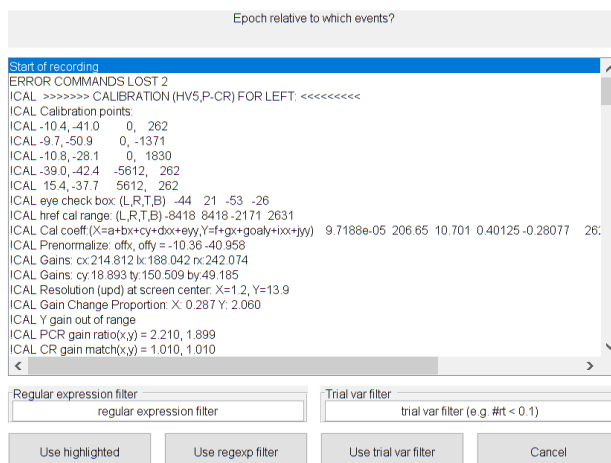 Epoch relative to which events?
Start of recording
ERROR COMMANDS LOST 2
!CAL >>>>>>> CALIBRATION (HV5,P-CR) FOR LEFT: <<<<<<<<<
!CAL Calibration points:
!CAL -10.4, -41.0 0, 262
!CAL -9.7, -50.9 0, -1371
!CAL -10.8, -28.1 0, 1830
!CAL -39.0, -42.4 -5612, 262
!CAL 15.4, -37.7 5612, 262
!CAL eye check box: (L,R,T,B) -44 21 -53 -26
!CAL href cal range: (L,R,T,B) -8418 8418 -2171 2631
!CAL Cal coeff:(X=a+bx+cy+dxx+eyy,Y=f+gx+goaly+ixx+jyy) 9.7188e-05 206.65 10.701 0.40125 -0.28077
!CAL Prenormalize: offx, offy = -10.36 -40.958
!CAL Gains: cx:214.812 lx:188.042 rx:242.074
!CAL Gains: cy:18.893 ty:150.509 by:49.185
!CAL Resolution (upd) at screen center: X=1.2, Y=13.9
!CAL Gain Change Proportion: X: 0.287 Y: 2.060
!CAL Y gain out of range
!CAL PCR gain ratio(x,y) = 2.210, 1.899
!CAL CR gain match(x,y) = 1.010, 1.010
Regular expression filter
regular expression filter
Trial var filter
trial var filter (e.g. #rt < 0.1)
Use highlighted
Use regexp filter
Use trial var filter
Cancel